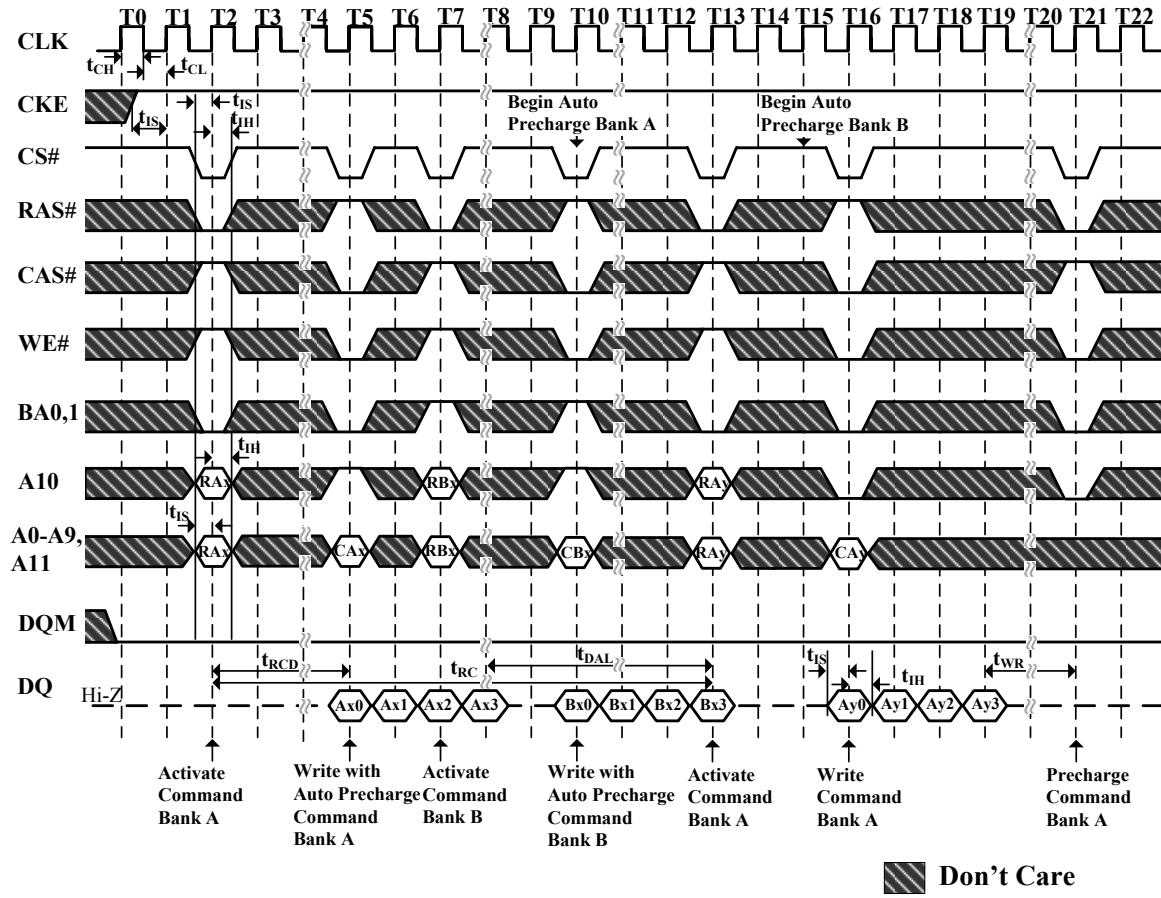 T0 T1 T2 T3 T4 T5 T6 T7 T8 T9 T10 T11 T12 T13 T14 T15 T16 T17 T18 T19 T20 T21 T22
CLK
tCH tCL
CKE
tIS
tIS
tIH
Begin Auto
Precharge Bank A
Begin Auto
Precharge Bank B
CS#
RAS#
CAS#
WE#
BA0,1
tIH
A10
RAx RBx RAy
tIS
A0-A9,
A11
RAx CAx RBx CBx RAy CAy
DQM
tRCD tRC tDAL tIS tIH tWR
DQ
Hi-Z
Ax0 Ax1 Ax2 Ax3 Bx0 Bx1 Bx2 Bx3 Ay0 Ay1 Ay2 Ay3
Activate
Command
Bank A
Write with
Auto Precharge
Command
Bank A
Activate
Command
Bank B
Write with
Auto Precharge
Command
Bank B
Activate
Command
Bank A
Write
Command
Bank A
Precharge
Command
Bank A
Don't Care